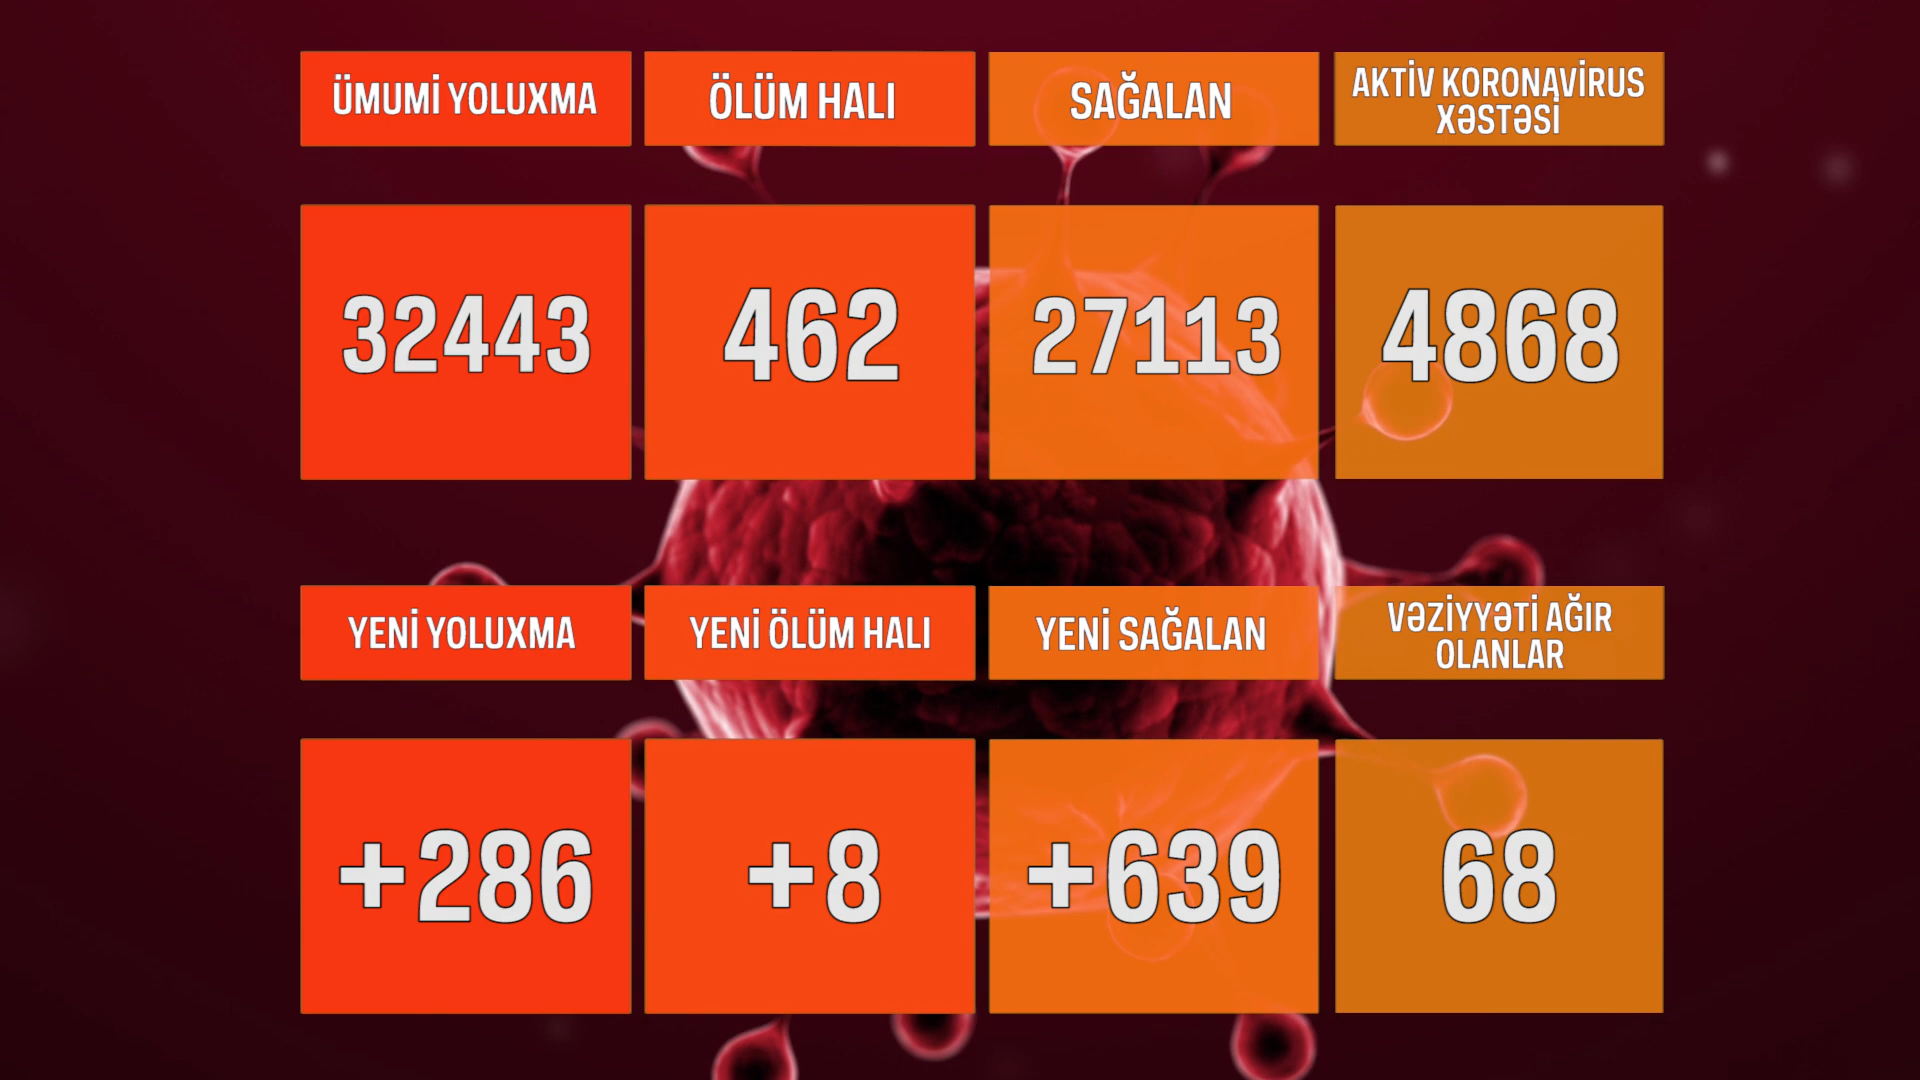 ÜMUMİ YOLUXMA
ÖLÜM HALI
SAĞALAN
AKTİV KORONAVİRUS
XƏSTƏSİ
32443
462
27113
4868
YENİ YOLUXMA
YENİ ÖLÜM HALI
YENİ SAĞALAN
VƏZİYYƏTİ AĞIR
OLANLAR
+286
+8
+639
68